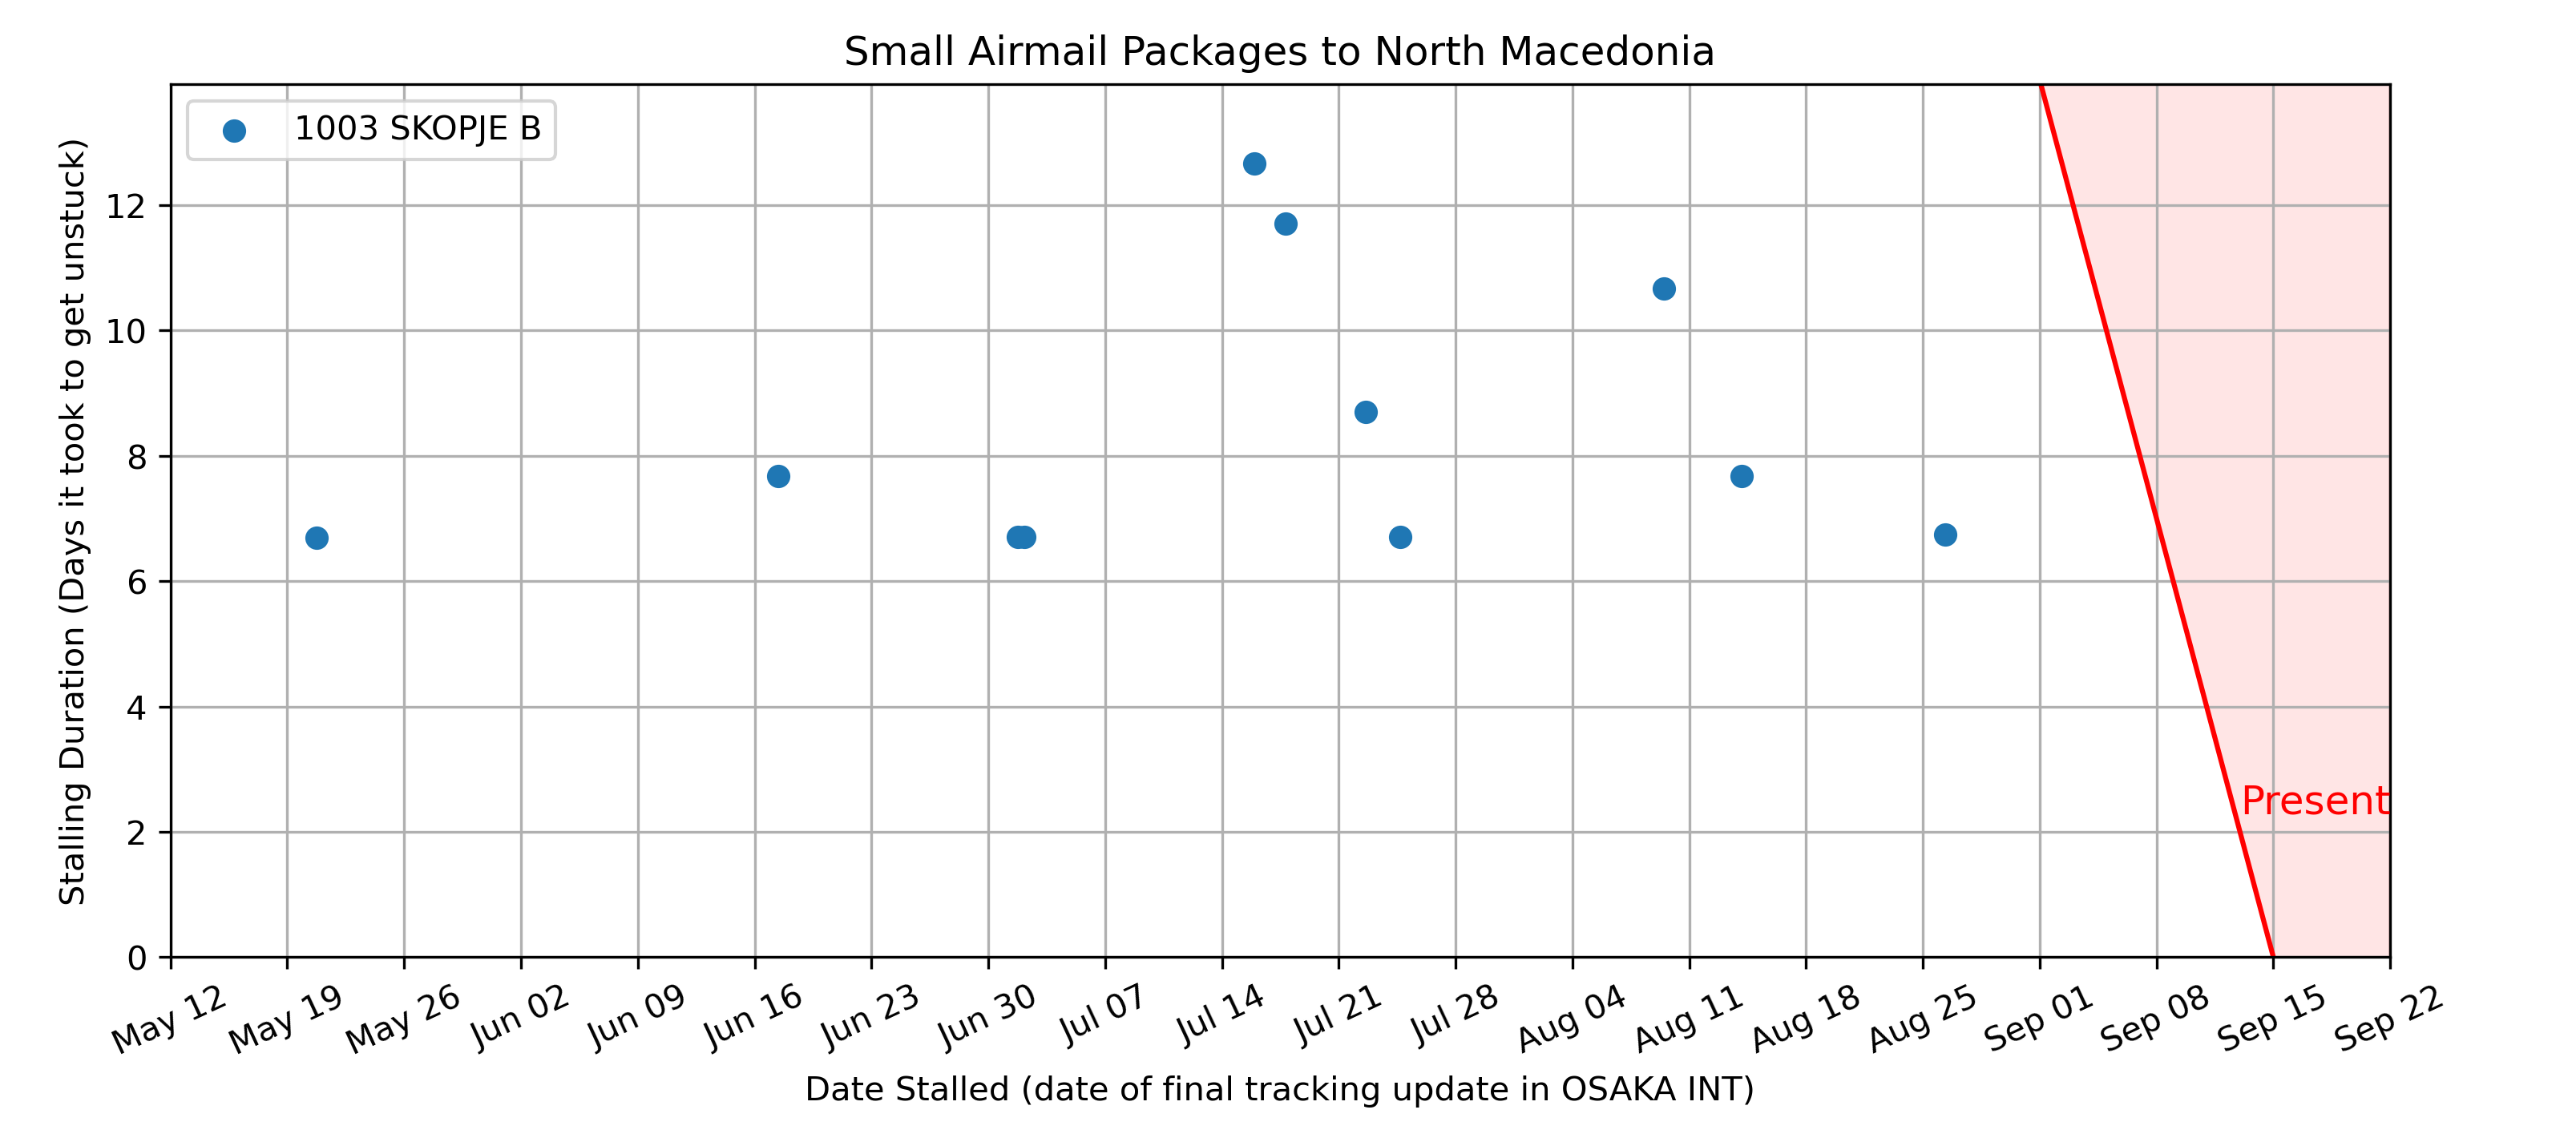 Small Airmail Packages to North Macedonia
1003 SKOPJE B
Stalling Duration (Days it took to get unstuck)
12
10
8
6
4
2
0
Present
May 12 May 19 May 26 Jun 02 Jun 09 Jun 16 Jun 23 Jun 30 Jul 07 Jul 14 Jul 21 Jul 28 Aug 04 Aug 11 Aug 18 Aug 25 Sep 01 Sep 08 Sep 15 Sep 22
Date Stalled (date of final tracking update in OSAKA INT)